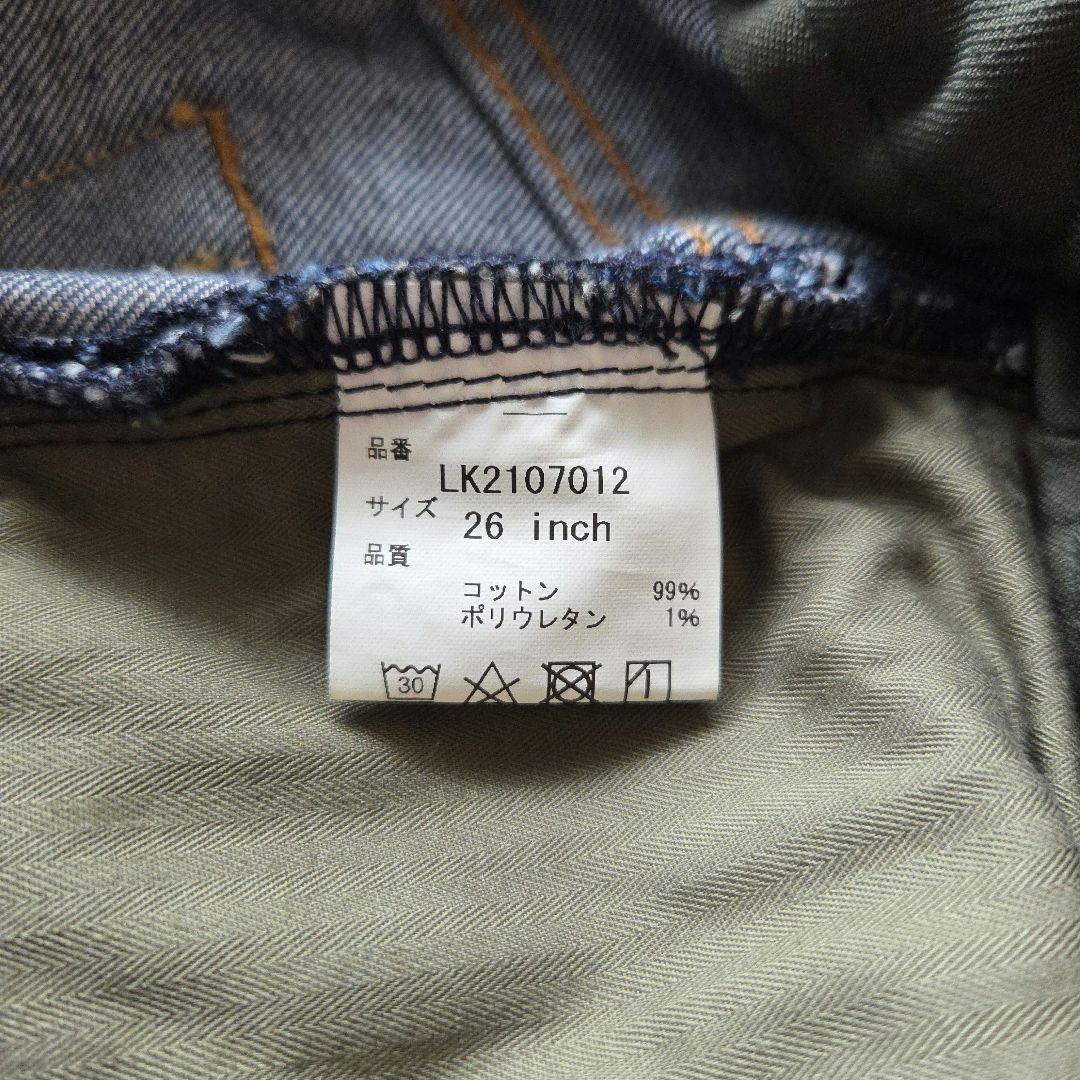 品番
LK2107012
サイズ
26 inch
品質
コットン 99%
ポリウレタン 1%
30